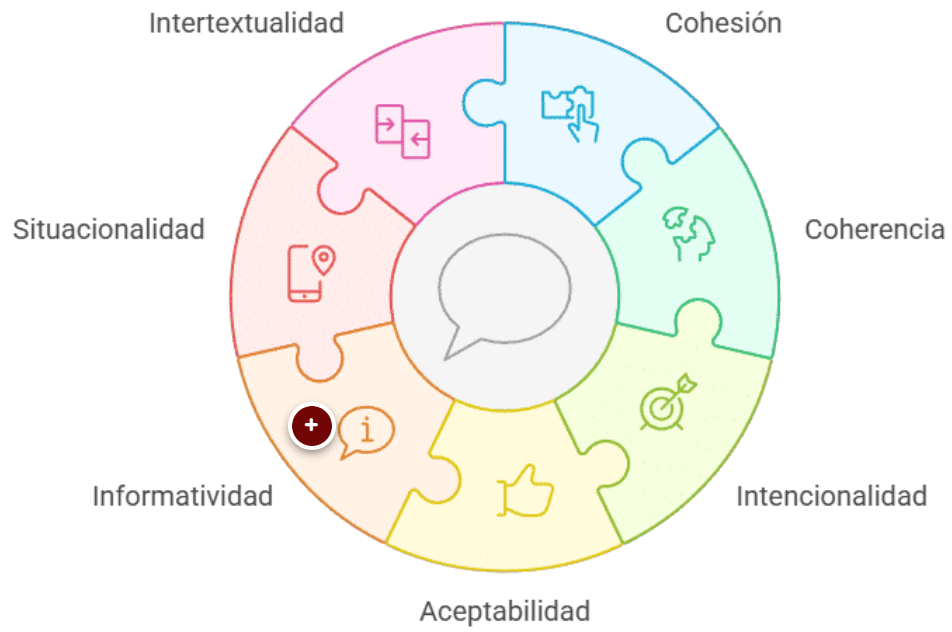 Intertextualidad
Cohesión
Situacionalidad
Coherencia
Informatividad
Intencionalidad
Aceptabilidad